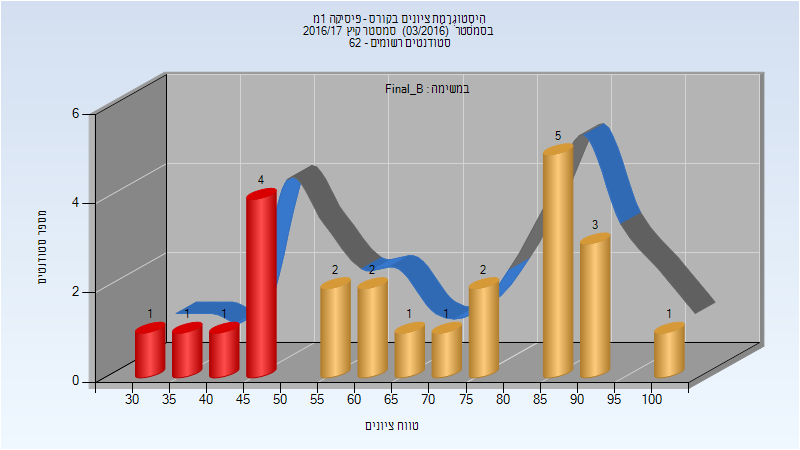 היסטוגרמת ציונים בקורס - פיסיקה 1מ
בסמסטר (03/2016) סמסטר קיץ 2016/17
סטודנטים רשומים - 62
במשימה : Final_B
מספר סטודנטים
6
4
2
0
1
1
1
4
2
2
1
1
2
5
3
1
30 35 40 45 50 55 60 65 70 75 80 85 90 95 100
טווח ציונים